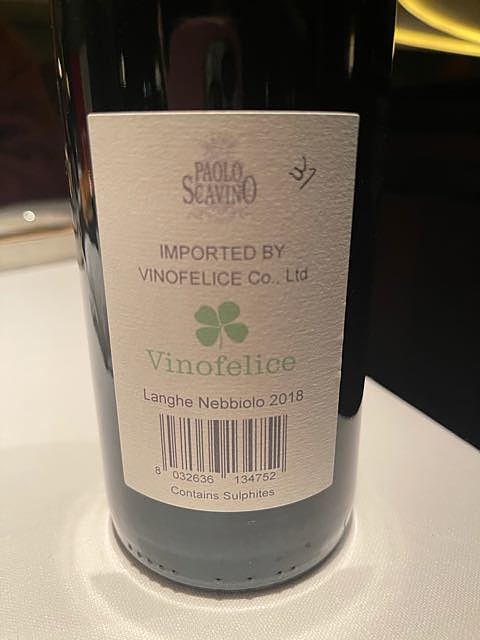 PAOLO
SCAVINO
IMPORTED BY
VINOFELICE Co., Ltd
Vinofelice
Langhe Nebbiolo 2018
8 032636 134752
Contains Sulphites